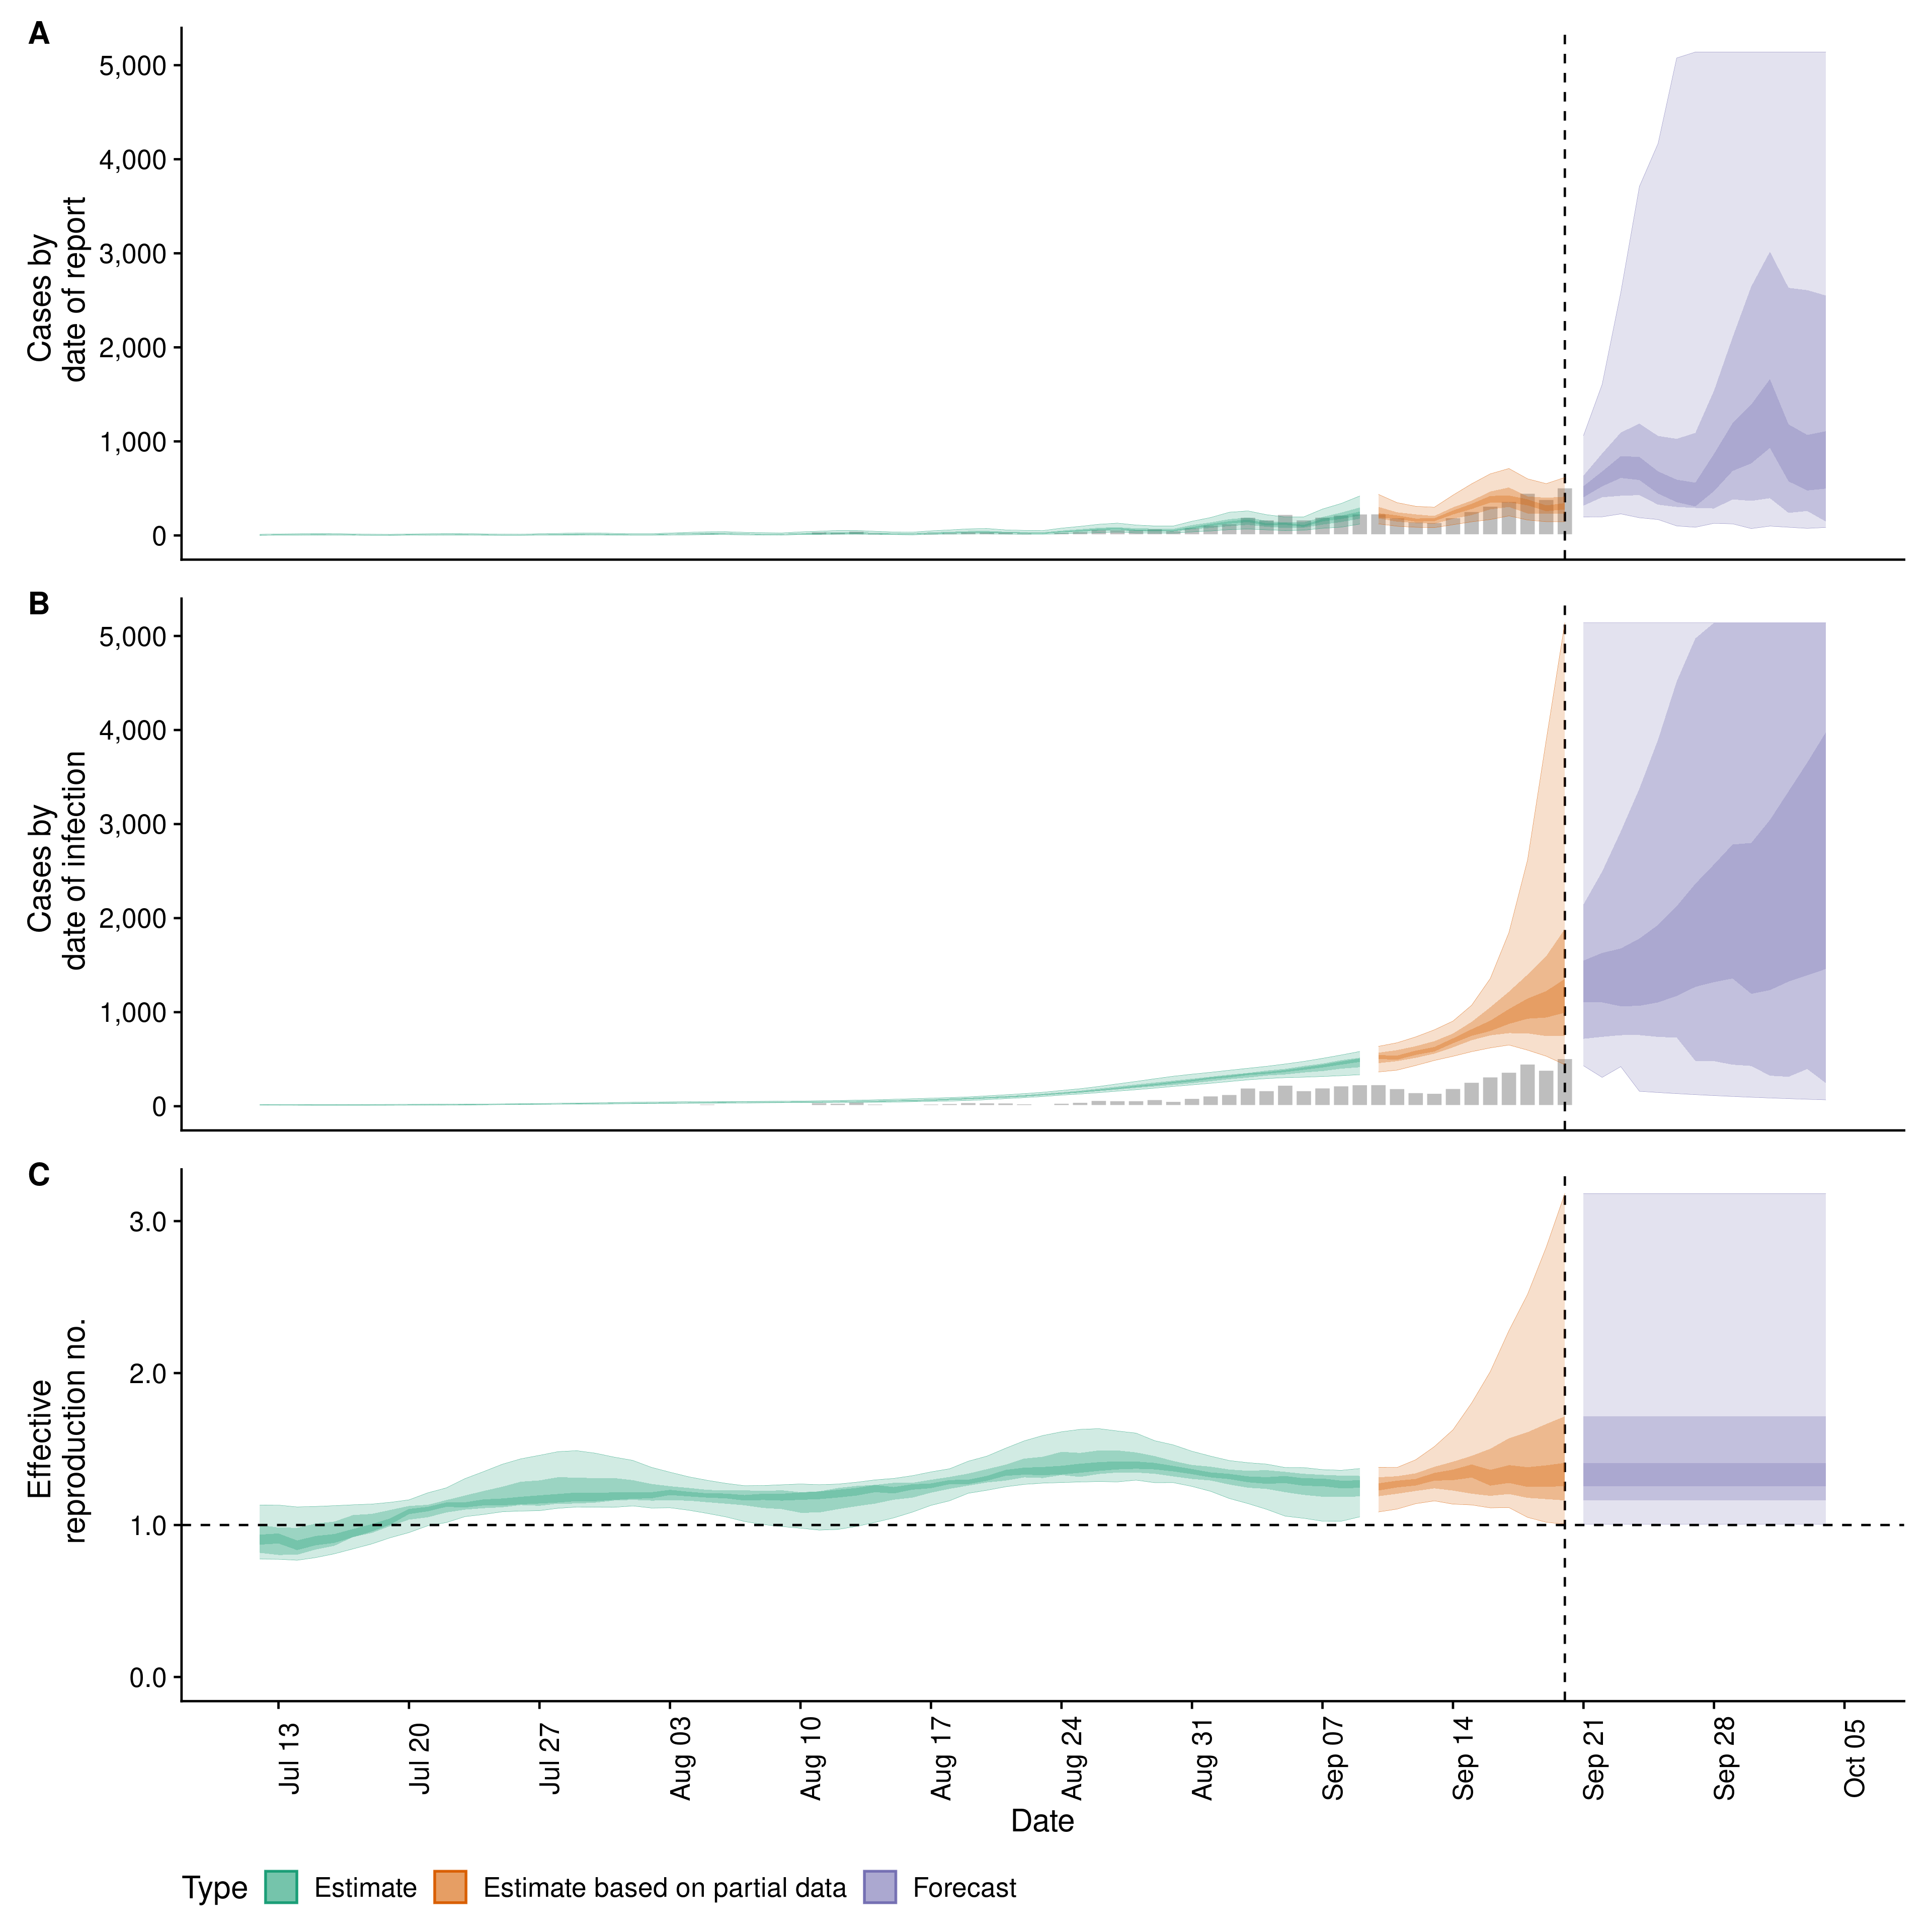 A
5,000
4,000
3,000
2,000
1,000
0
Cases by
date of report
B
5,000
4,000
3,000
2,000
1,000
0
Cases by
date of infection
C
3.0
2.0
1.0
0.0
Effective
reproduction no.
Jul 13
Jul 20
Jul 27
Aug 03
Aug 10
Aug 17
Aug 24
Aug 31
Sep 07
Sep 14
Sep 21
Sep 28
Oct 05
Date
Type Estimate Estimate based on partial data Forecast